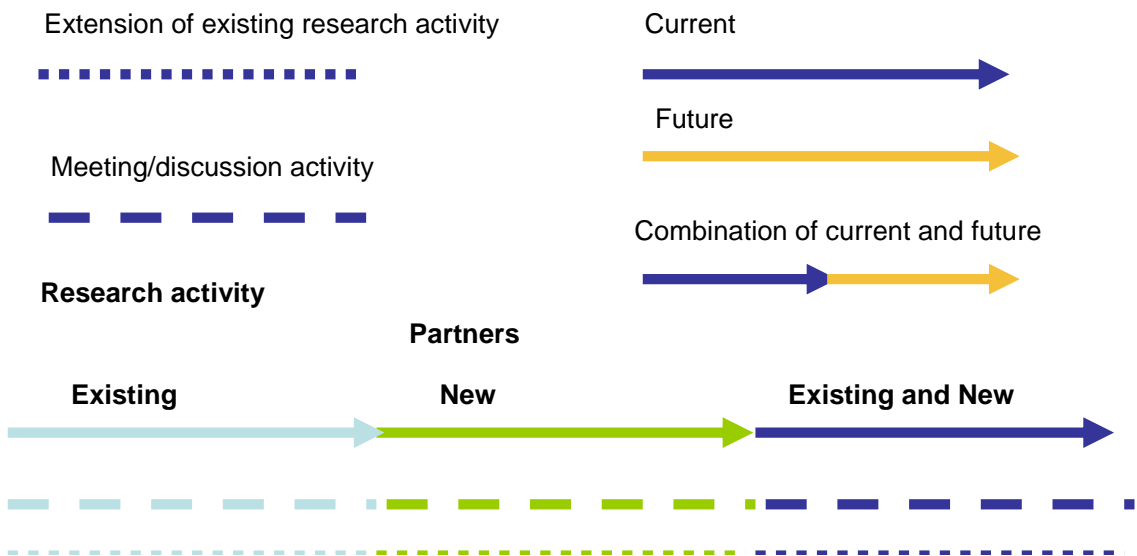 Extension of existing research activity
Current
Future
Meeting/discussion activity
Combination of current and future
Research activity
Partners
Existing
New
Existing and New